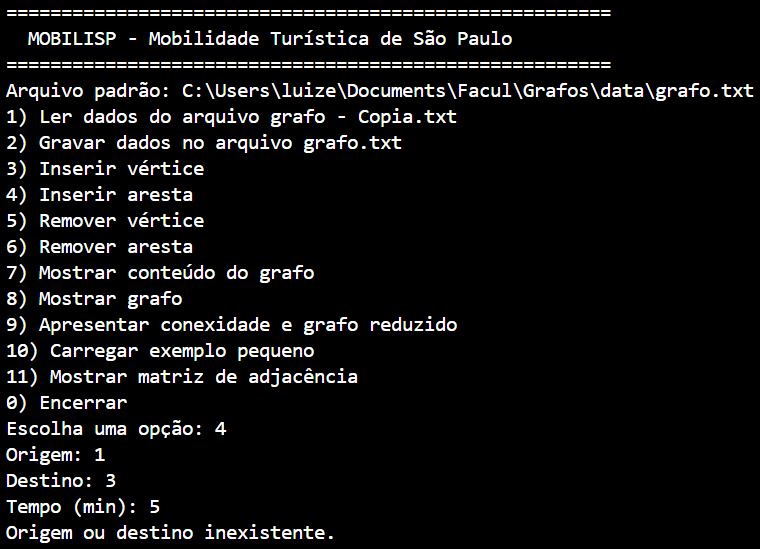 =======================================================
MOBILISP - Mobilidade Turística de São Paulo
=======================================================
Arquivo padrão: C:\Users\luize\Documents\Facul\Grafos\data\grafo.txt
1) Ler dados do arquivo grafo - Copia.txt
2) Gravar dados no arquivo grafo.txt
3) Inserir vértice
4) Inserir aresta
5) Remover vértice
6) Remover aresta
7) Mostrar conteúdo do grafo
8) Mostrar grafo
9) Apresentar conexidade e grafo reduzido
10) Carregar exemplo pequeno
11) Mostrar matriz de adjacência
0) Encerrar
Escolha uma opção: 4
Origem: 1
Destino: 3
Tempo (min): 5
Origem ou destino inexistente.